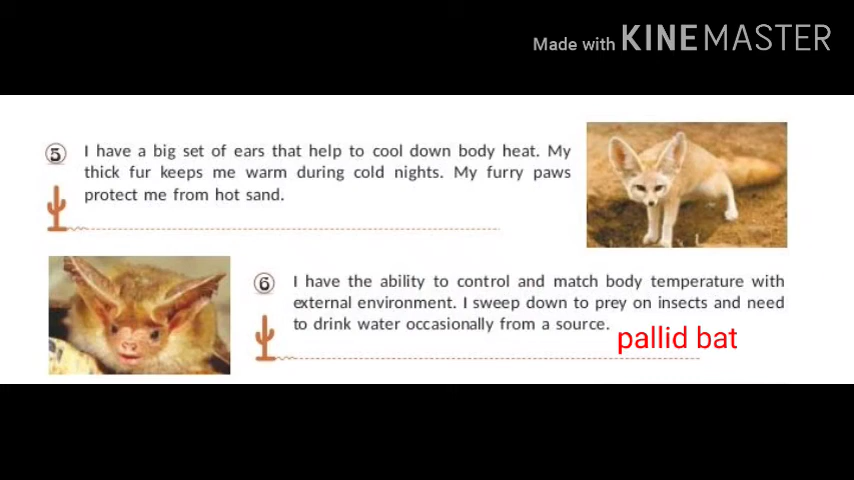 Made with KINEMASTER
5 I have a big set of ears that help to cool down body heat. My
thick fur keeps me warm during cold nights. My furry paws
protect me from hot sand.
6 I have the ability to control and match body temperature with
external environment. I sweep down to prey on insects and need
to drink water occasionally from a source.
pallid bat